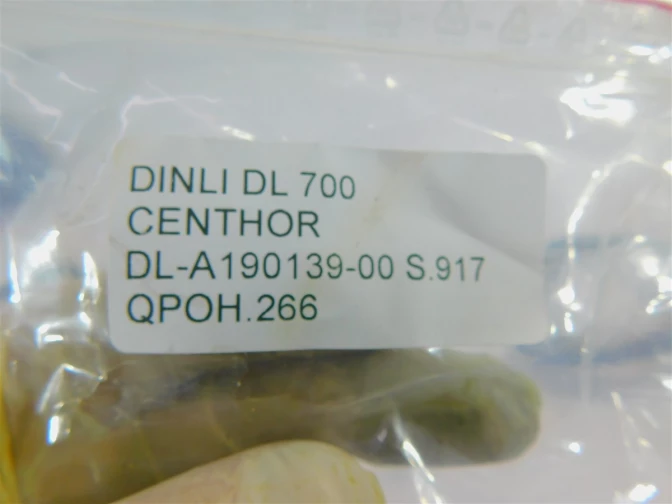 DINLI DL 700
CENTHOR
DL-A190139-00 S.917
QPOH.266